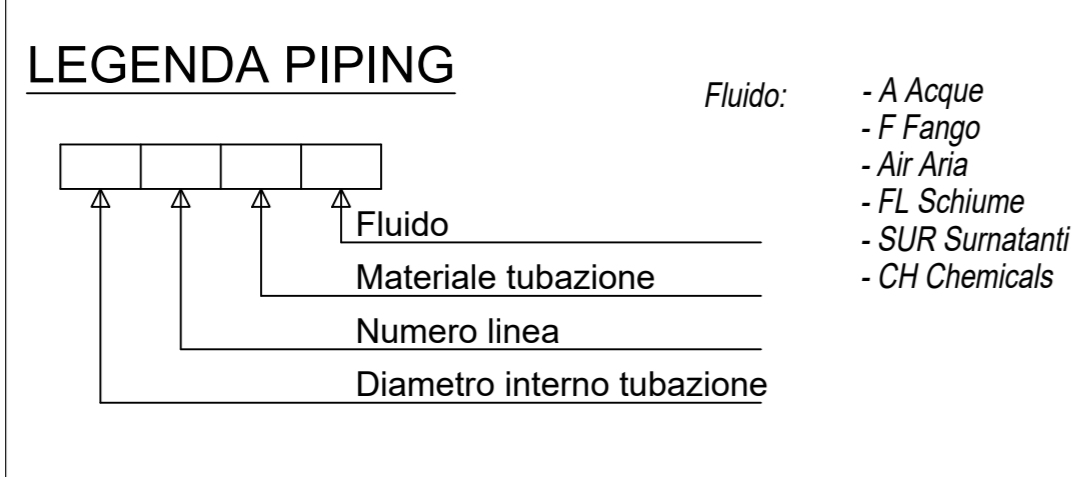 LEGENDA PIPING
Fluido
Materiale tubazione
Numero linea
Diametro interno tubazione
Fluido:
- A Acque
- F Fango
- Air Aria
- FL Schiume
- SUR Surnatanti
- CH Chemicals